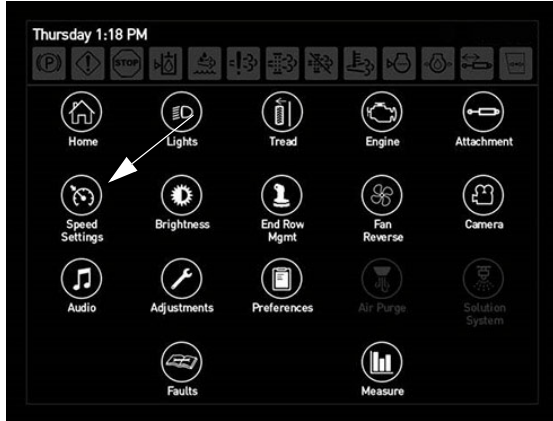 Thursday 1:18 PM
(P) STOP
Home Lights Tread Engine Attachment
Speed Settings Brightness End Row Mgmt Fan Reverse Camera
Audio Adjustments Preferences Air Purge Solution System
Faults Measure